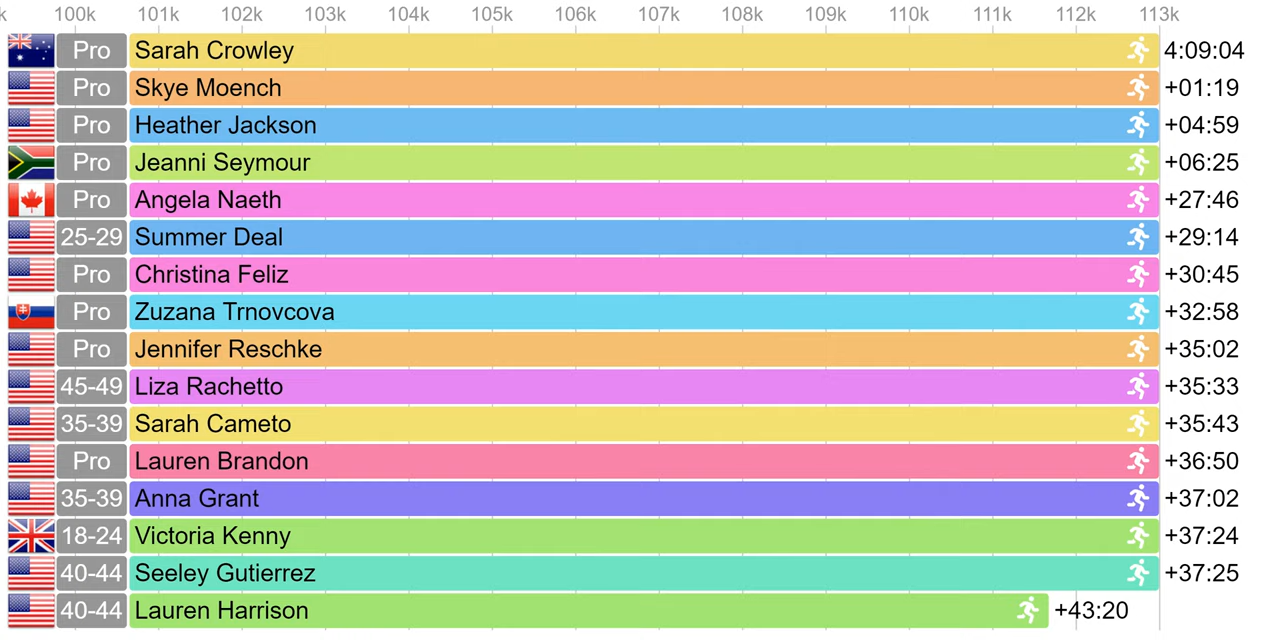 k 100k 101k 102k 103k 104k 105k 106k 107k 108k 109k 110k 111k 112k 113k
Pro Sarah Crowley 4:09:04
Pro Skye Moench +01:19
Pro Heather Jackson +04:59
Pro Jeanni Seymour +06:25
Pro Angela Naeth +27:46
25-29 Summer Deal +29:14
Pro Christina Feliz +30:45
Pro Zuzana Trnovcova +32:58
Pro Jennifer Reschke +35:02
45-49 Liza Rachetto +35:33
35-39 Sarah Cameto +35:43
Pro Lauren Brandon +36:50
35-39 Anna Grant +37:02
18-24 Victoria Kenny +37:24
40-44 Seeley Gutierrez +37:25
40-44 Lauren Harrison +43:20